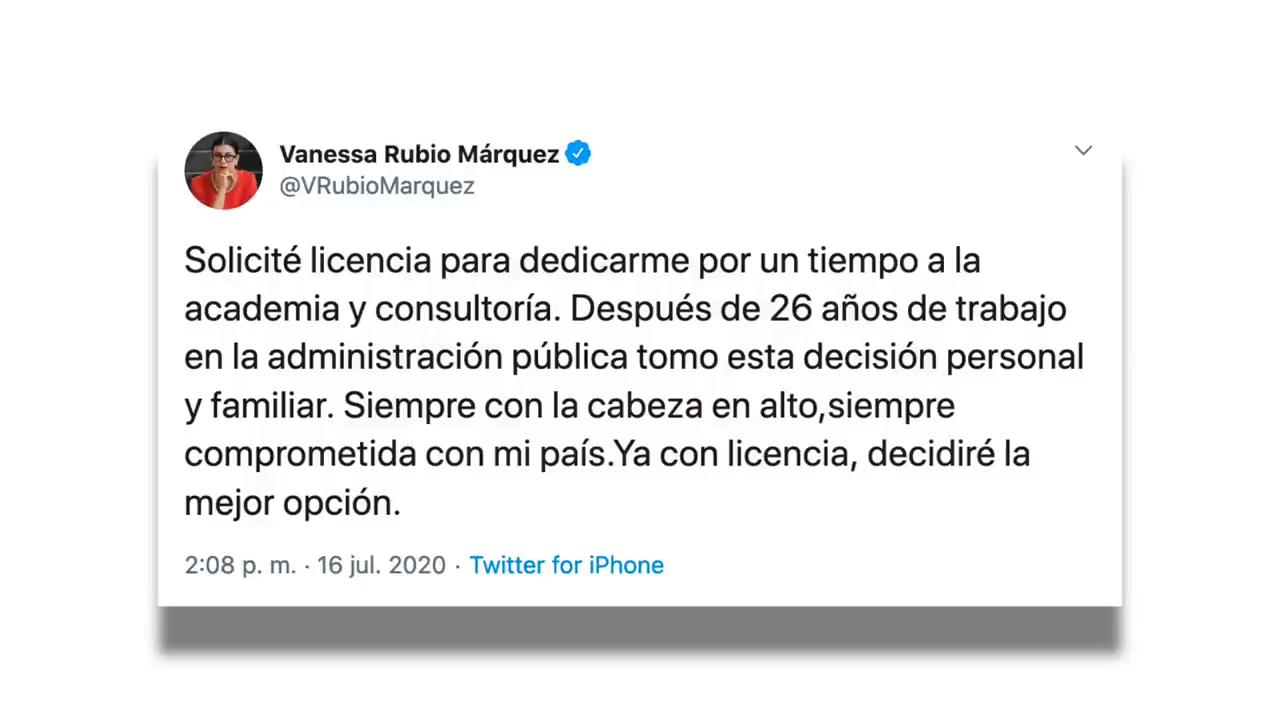 Vanessa Rubio Márquez
@VRubioMarquez
Solicité licencia para dedicarme por un tiempo a la
academia y consultoría. Después de 26 años de trabajo
en la administración pública tomo esta decisión personal
y familiar. Siempre con la cabeza en alto,siempre
comprometida con mi país.Ya con licencia, decidiré la
mejor opción.
2:08 p. m. · 16 jul. 2020 · Twitter for iPhone